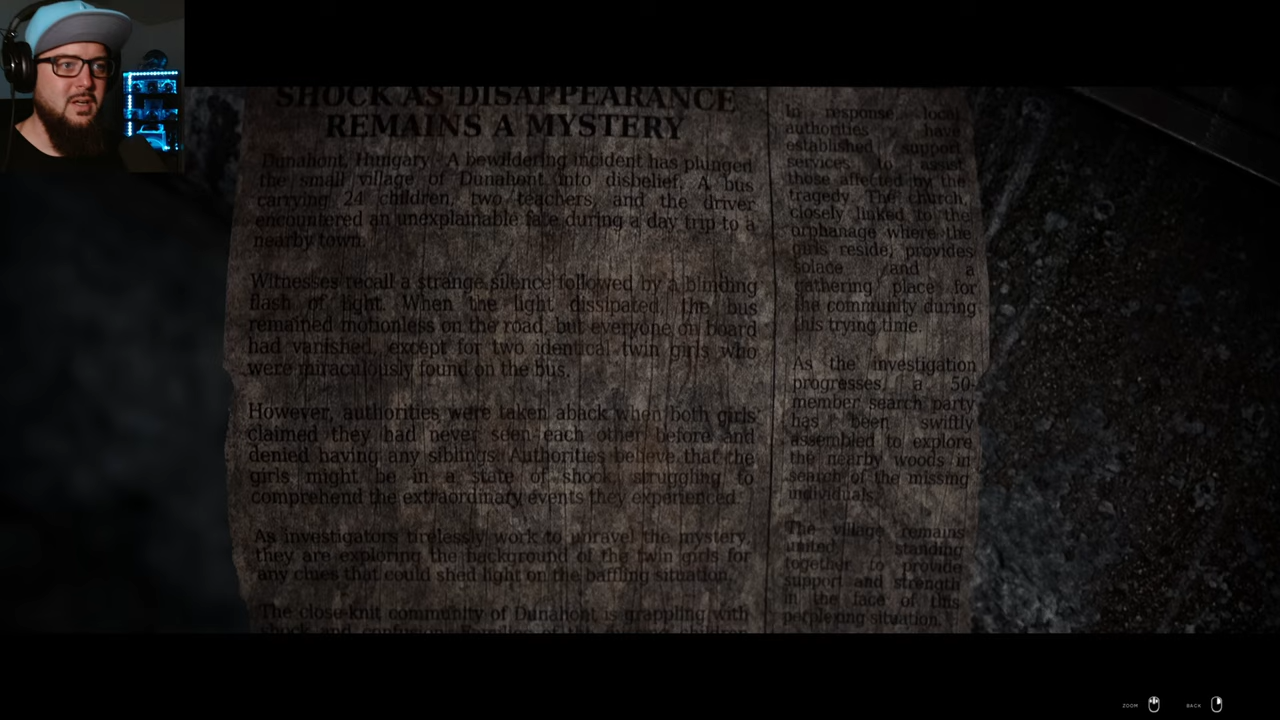 SHOCK AS DISAPPEARANCE
REMAINS A MYSTERY
Dunahont, Hungary - A bewildering incident has plunged
the small village of Dunahont into disbelief. A bus
carrying 24 children, two teachers, and the driver
encountered an unexplainable fate during a day trip to a
nearby town.
Witnesses recall a strange silence followed by a blinding
flash of light. When the light dissipated, the bus
remained motionless on the road, but everyone on board
had vanished, except for two identical twin girls who
were miraculously found on the bus.
However, authorities were taken aback when both girls
claimed they had never seen each other before and
denied having any siblings. Authorities believe that the
girls might be in a state of shock, struggling to
comprehend the extraordinary events they experienced.
As investigators tirelessly work to unravel the mystery,
they are exploring the background of the twin girls for
any clues that could shed light on the baffling situation.
The close-knit community of Dunahont is grappling with
shock and confusion. Families of the children
In response, local
authorities have
established support
services to assist
those affected by the
tragedy. The church,
closely linked to the
orphanage where the
girls reside, provides
solace and a
gathering place for
the community during
this trying time.
As the investigation
progresses, a 50-
member search party
has been swiftly
assembled to explore
the nearby woods in
search of the missing
individuals.
The village remains
united, standing
together to provide
support and strength
in the face of this
perplexing situation.
ZOOM
BACK